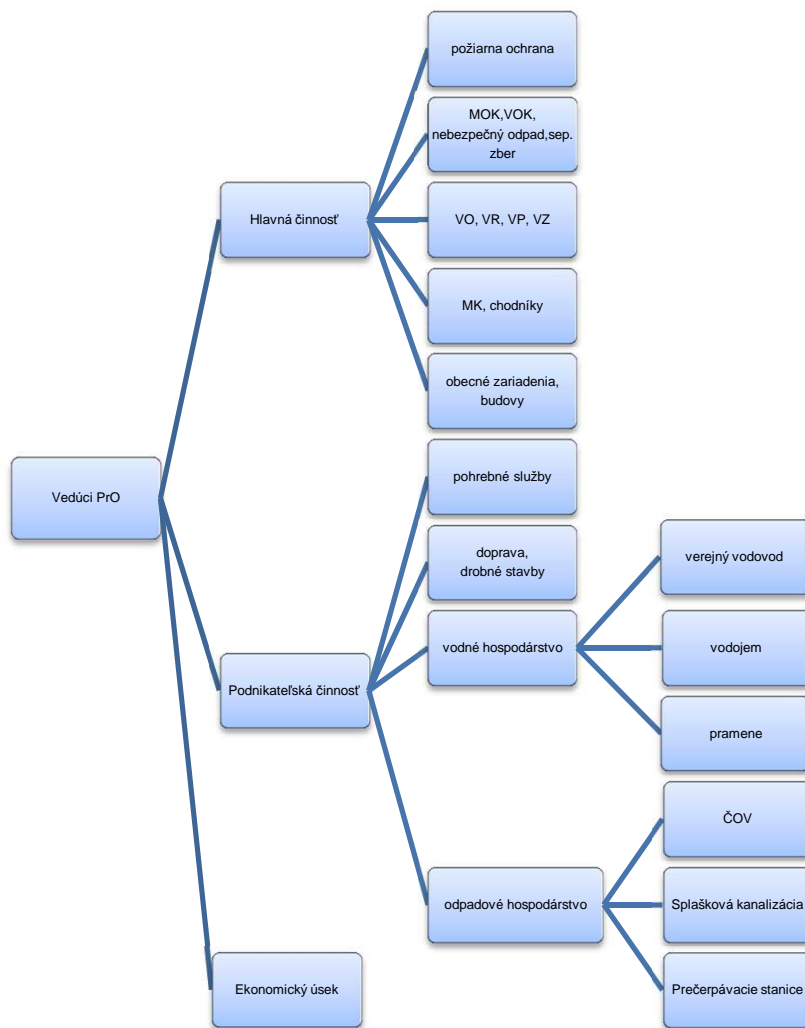 požiarna ochrana
MOK,VOK,
nebezpečný odpad,sep.
zber
Hlavná činnosť
VO, VR, VP, VZ
MK, chodníky
obecné zariadenia,
budovy
Vedúci PrO
pohrebné služby
doprava,
drobné stavby
verejný vodovod
vodné hospodárstvo
vodojem
Podnikateľská činnosť
pramene
ČOV
odpadové hospodárstvo
Splašková kanalizácia
Ekonomický úsek
Prečerpávacie stanice